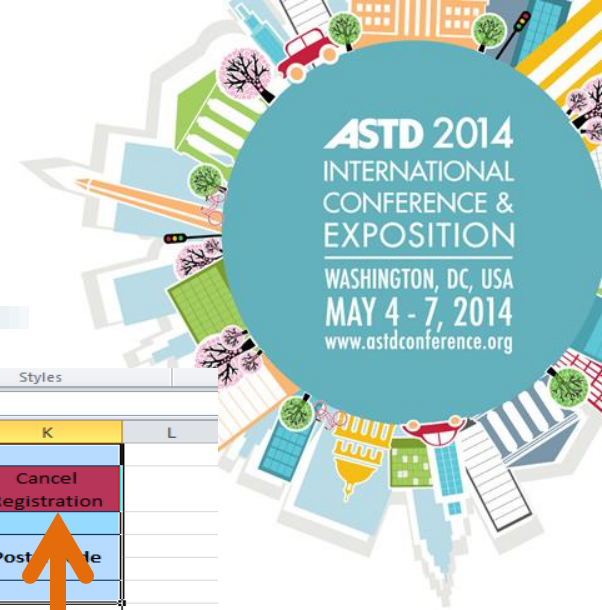 ASTD 2014
INTERNATIONAL
CONFERENCE &
EXPOSITION
WASHINGTON, DC, USA
MAY 4 - 7, 2014
www.astdconference.org
Styles
K L
Cancel
Registration